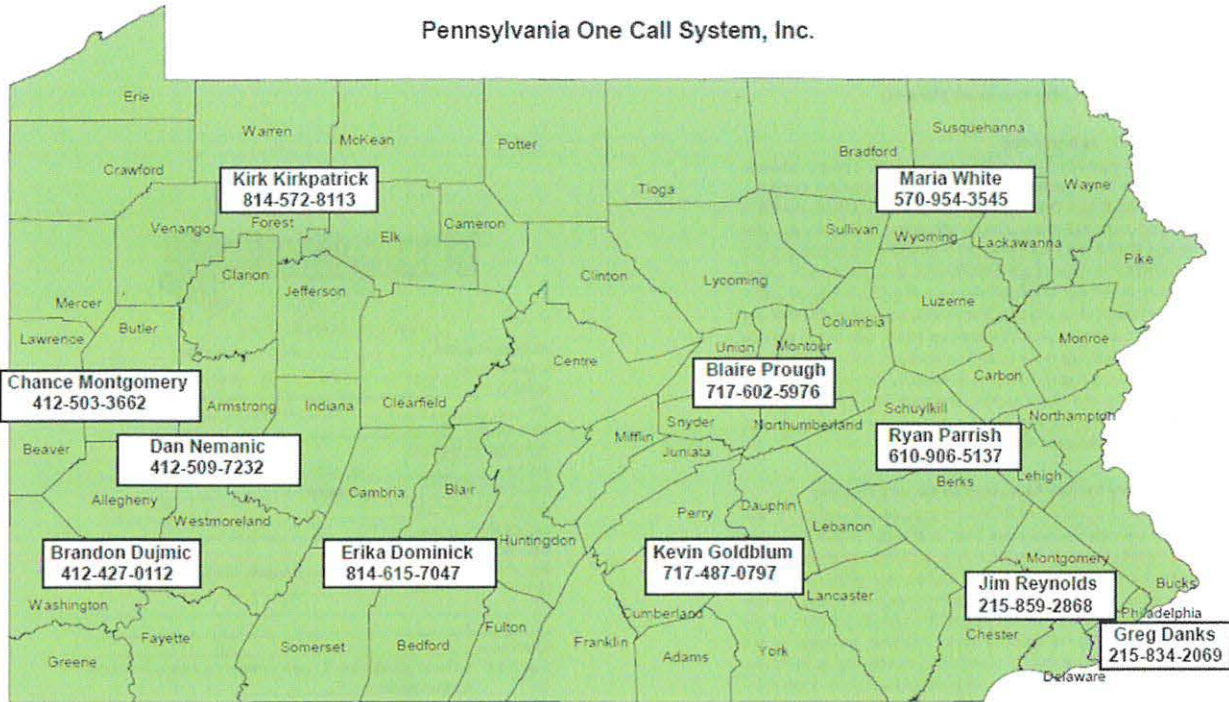 Pennsylvania One Call System, Inc.
Erie
Warren
McKean
Potter
Susquehanna
Bradford
Crawford
Tioga
Wayne
Kirk Kirkpatrick
814-572-8113
Maria White
570-954-3545
Venango
Forest
Elk
Cameron
Sullivan
Wyoming
Lackawanna
Pike
Clarion
Jefferson
Clinton
Lycoming
Luzerne
Mercer
Butler
Columbia
Lawrence
Centre
Union
Montour
Monroe
Carbon
Chance Montgomery
412-503-3662
Blaire Prough
717-602-5976
Armstrong
Indiana
Clearfield
Schuylkill
Northampton
Snyder
Northumberland
Mifflin
Juniata
Beaver
Dan Nemanic
412-509-7232
Ryan Parrish
610-906-5137
Lehigh
Berks
Allegheny
Cambria
Blair
Westmoreland
Perry
Dauphin
Lebanon
Huntingdon
Brandon Dujmic
412-427-0112
Erika Dominick
814-615-7047
Kevin Goldblum
717-487-0797
Montgomery
Bucks
Jim Reynolds
215-859-2868
Washington
Lancaster
Philadelphia
Cumberland
Fayette
Fulton
Greg Danks
215-834-2069
Somerset
Bedford
Franklin
Chester
Greene
Adams
York
Delaware